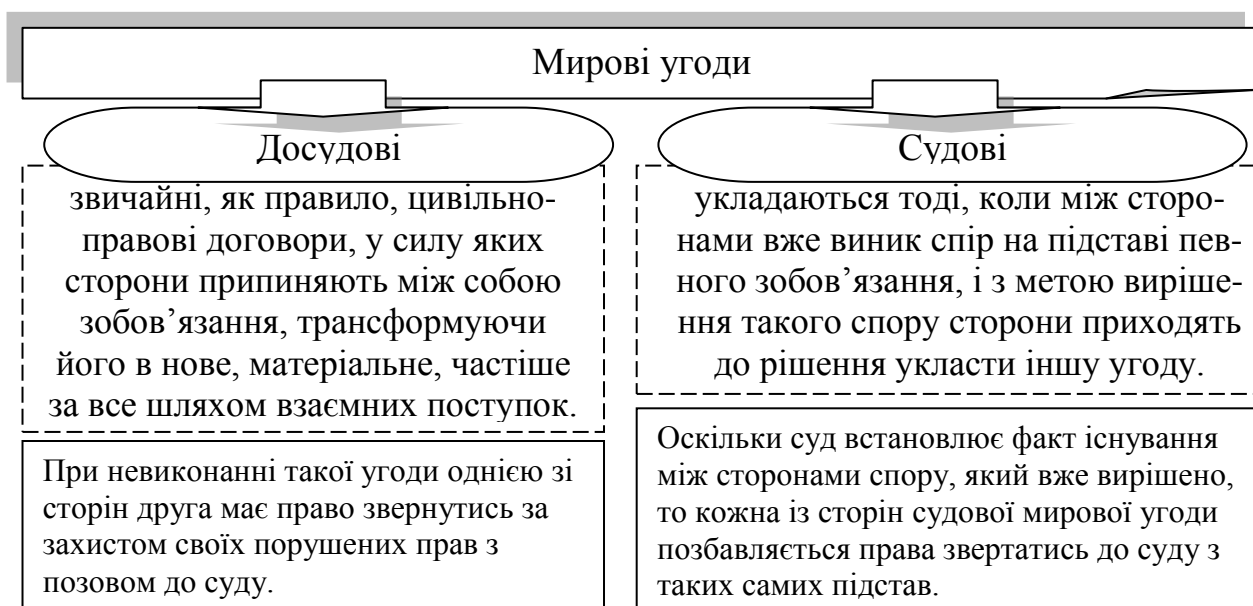 Мирові угоди
Досудові
звичайні, як правило, цивільно-
правові договори, у силу яких
сторони припиняють між собою
зобов’язання, трансформуючи
його в нове, матеріальне, частіше
за все шляхом взаємних поступок.
При невиконанні такої угоди однією зі
сторін друга має право звернутись за
захистом своїх порушених прав з
позовом до суду.
Судові
укладаються тоді, коли між сторо-
нами вже виник спір на підставі пев-
ного зобов’язання, і з метою виріше-
ння такого спору сторони приходять
до рішення укласти іншу угоду.
Оскільки суд встановлює факт існування
між сторонами спору, який вже вирішено,
то кожна із сторін судової мирової угоди
позбавляється права звертатись до суду з
таких самих підстав.